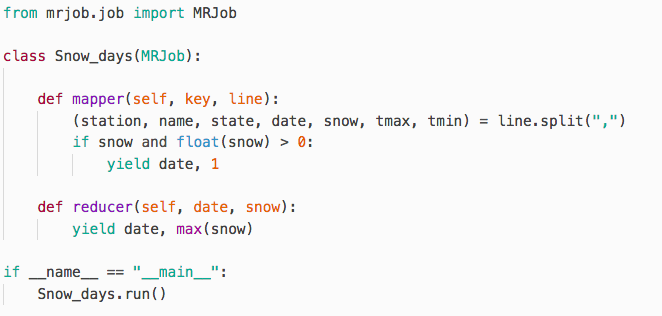 from mrjob.job import MRJob
class Snow_days(MRJob):
def mapper(self, key, line):
(station, name, state, date, snow, tmax, tmin) = line.split(",")
if snow and float(snow) > 0:
yield date, 1
def reducer(self, date, snow):
yield date, max(snow)
if __name__ == "__main__":
Snow_days.run()